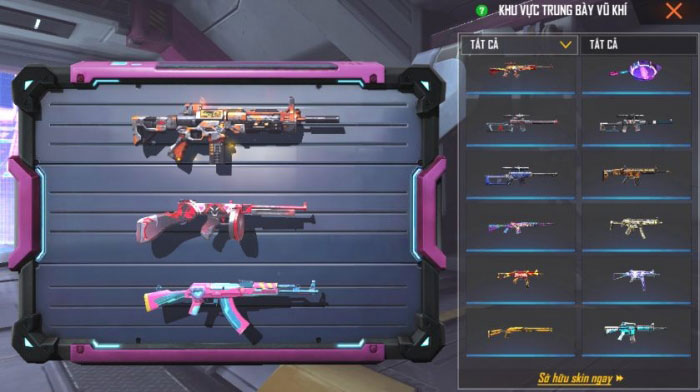 KHU VỰC TRƯNG BÀY VŨ KHÍ
TẤT CẢ
TẤT CẢ
Sở hữu skin ngay